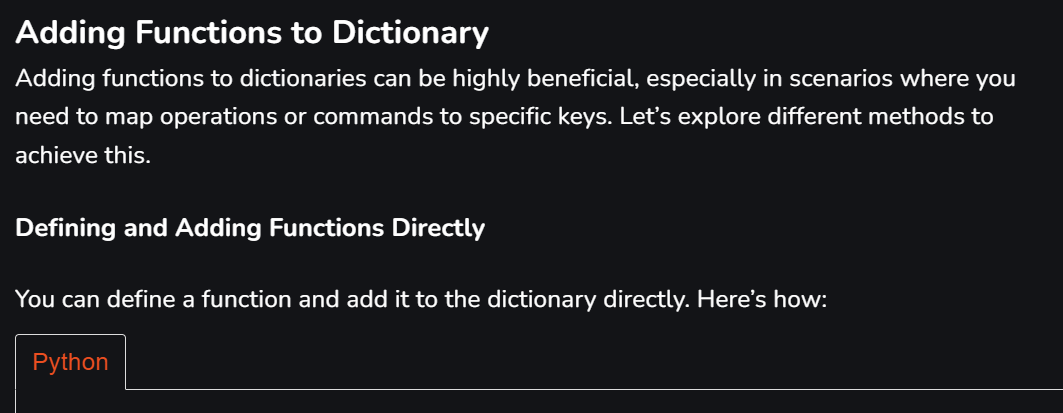 Adding Functions to Dictionary
Adding functions to dictionaries can be highly beneficial, especially in scenarios where you
need to map operations or commands to specific keys. Let’s explore different methods to
achieve this.
Defining and Adding Functions Directly
You can define a function and add it to the dictionary directly. Here’s how:
Python